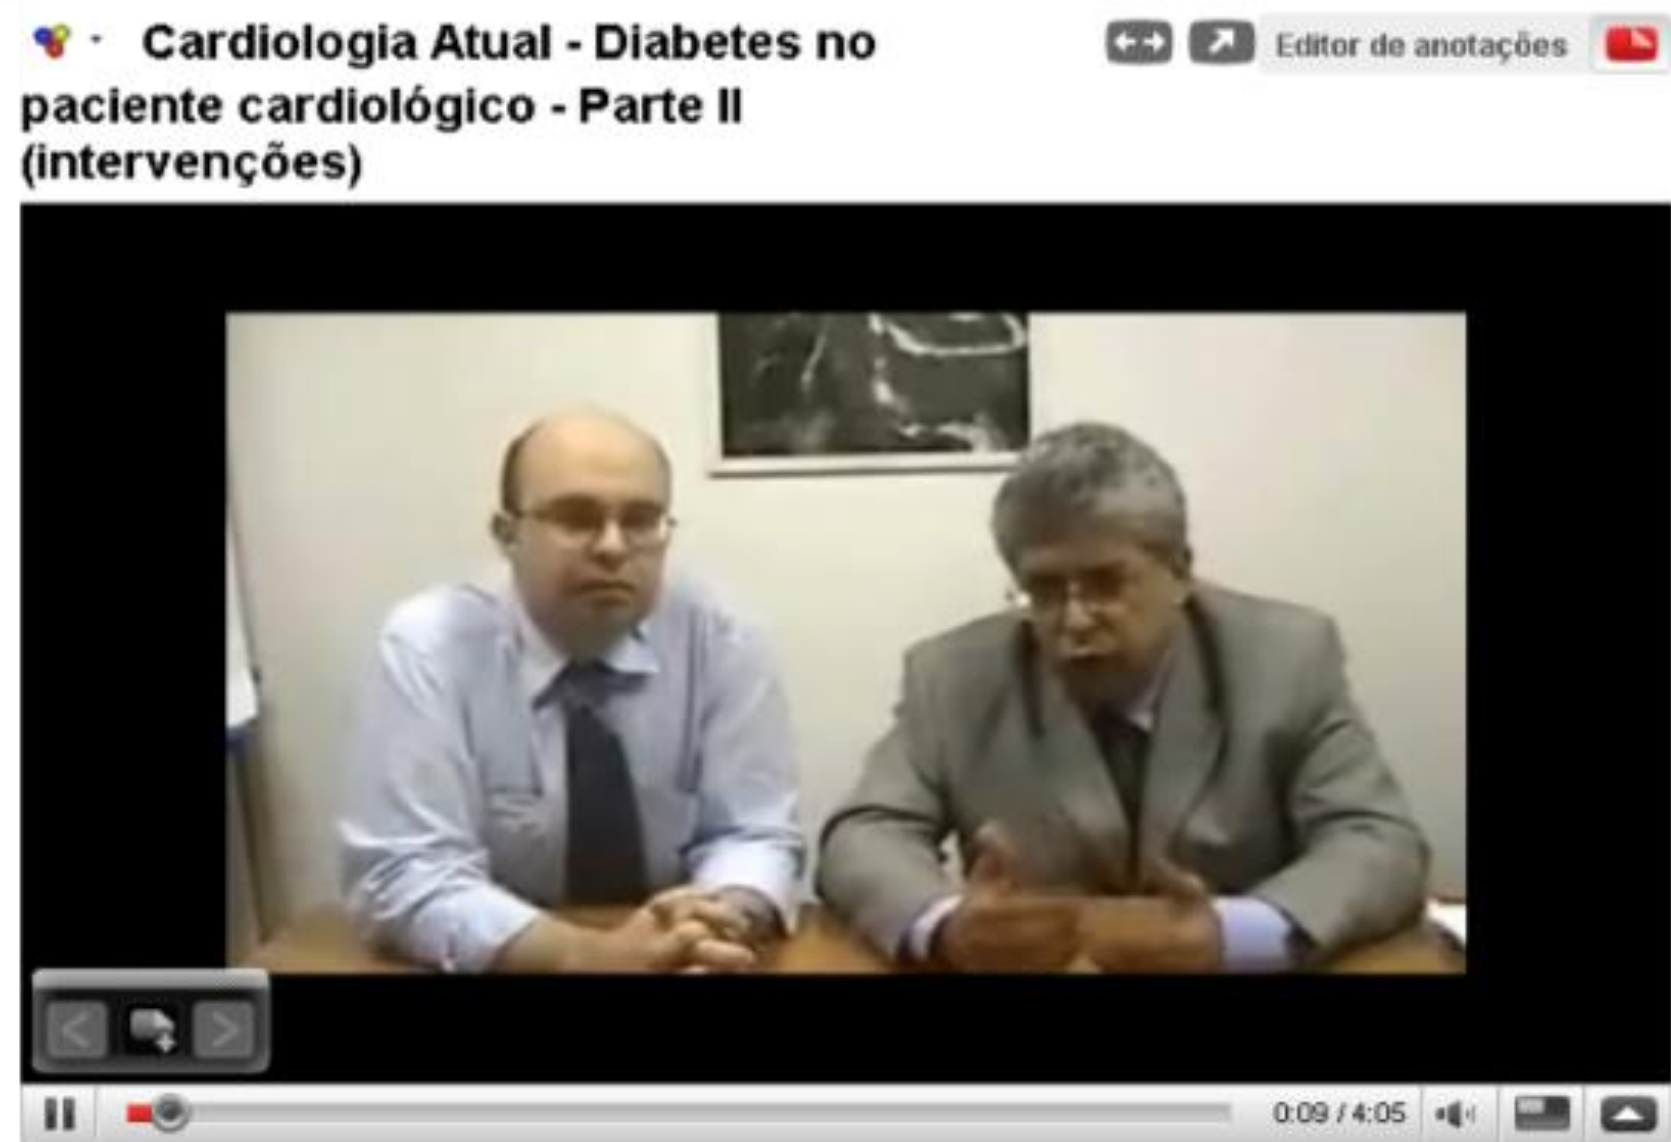 Cardiologia Atual - Diabetes no
paciente cardiológico - Parte II
(intervenções)
Editor de anotações
0:09 / 4:05